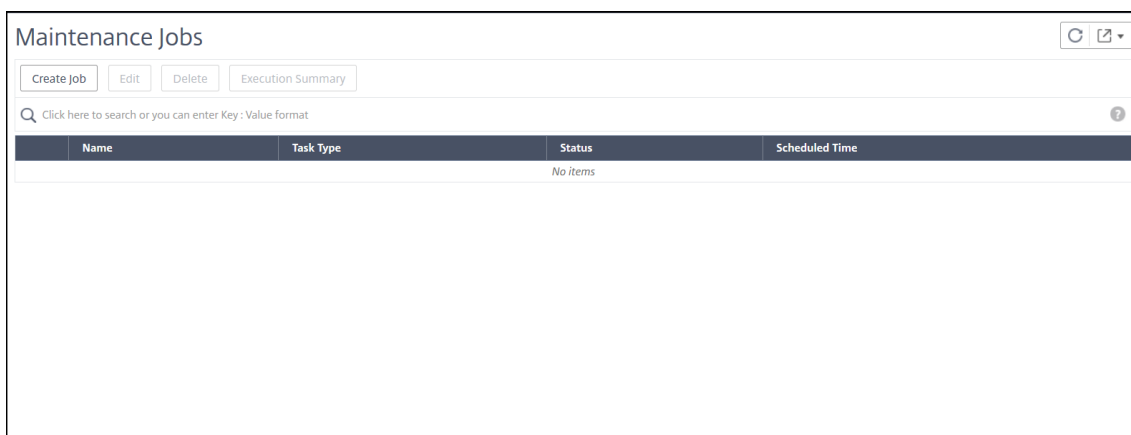 Maintenance Jobs
Create Job Edit Delete Execution Summary
Click here to search or you can enter Key : Value format ?
Name Task Type Status Scheduled Time
No items